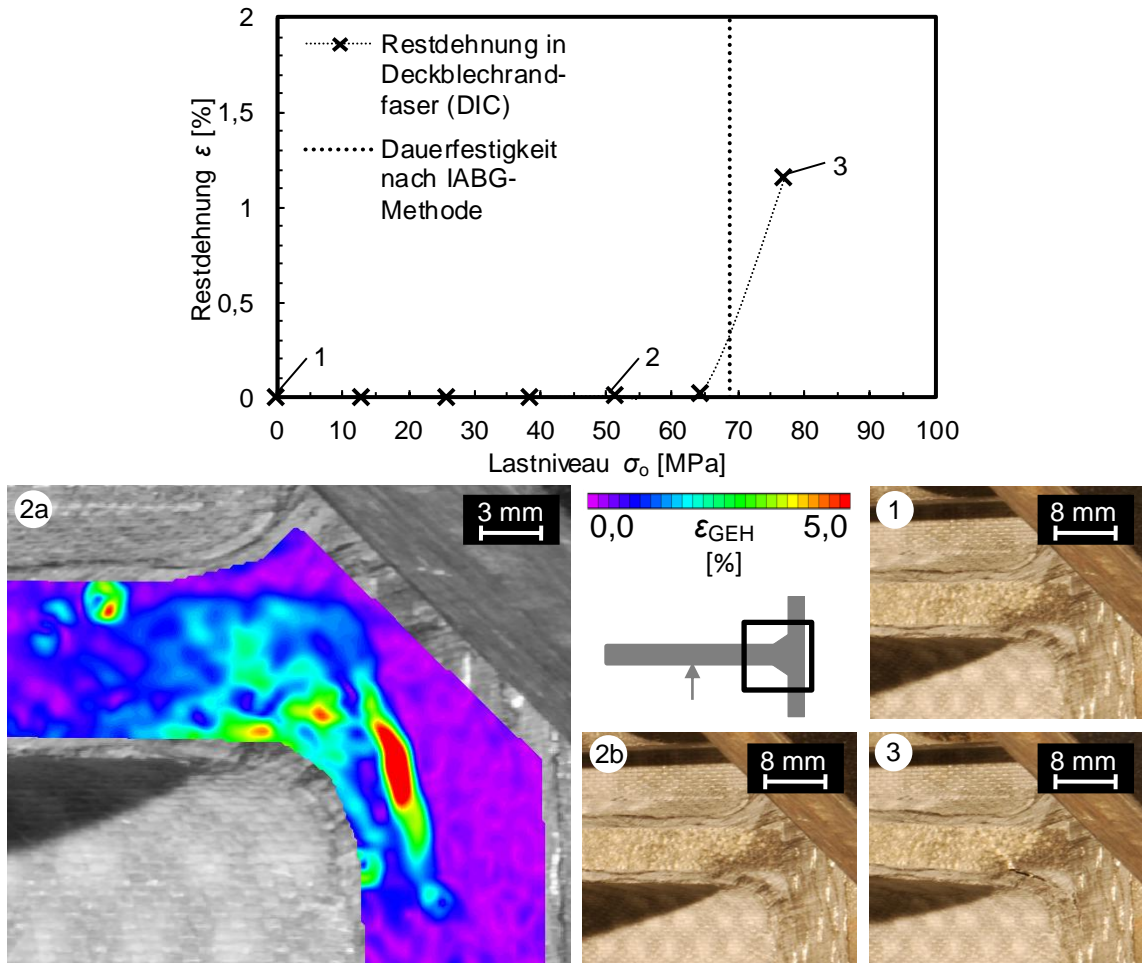 2
1,5
1
0,5
0
Restdehnung ε [%]
Restdehnung in
Deckblechrand-
faser (DIC)
Dauerfestigkeit
nach IABG-
Methode
1
2
3
0 10 20 30 40 50 60 70 80 90 100
Lastniveau σo [MPa]
2a
3 mm
0,0 εGEH 5,0
[%]
1
8 mm
2b
8 mm
3
8 mm